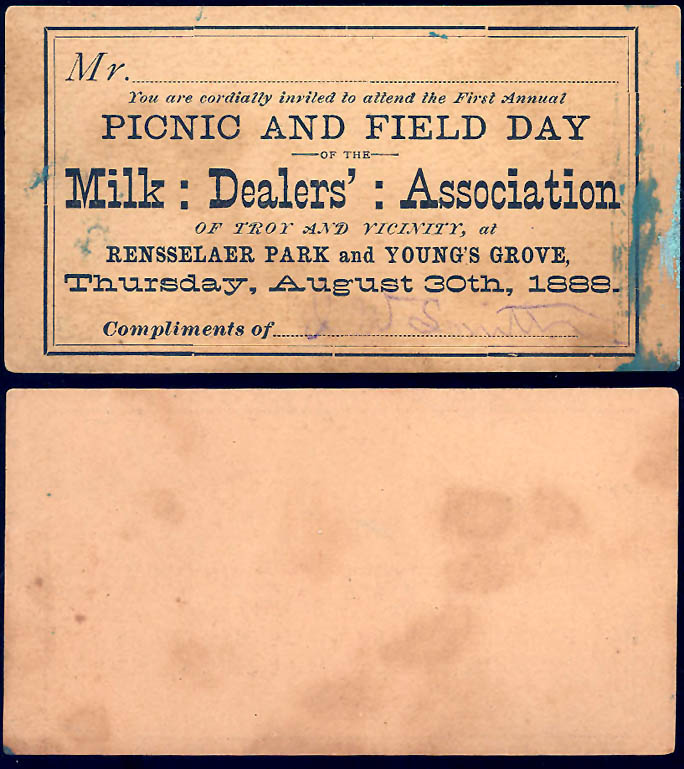 Mr.
You are cordially invited to attend the First Annual
PICNIC AND FIELD DAY
OF THE
Milk : Dealers' : Association
OF TROY AND VICINITY, at
RENSSELAER PARK and YOUNG'S GROVE,
Thursday, August 30th, 1888.
Compliments of Smith